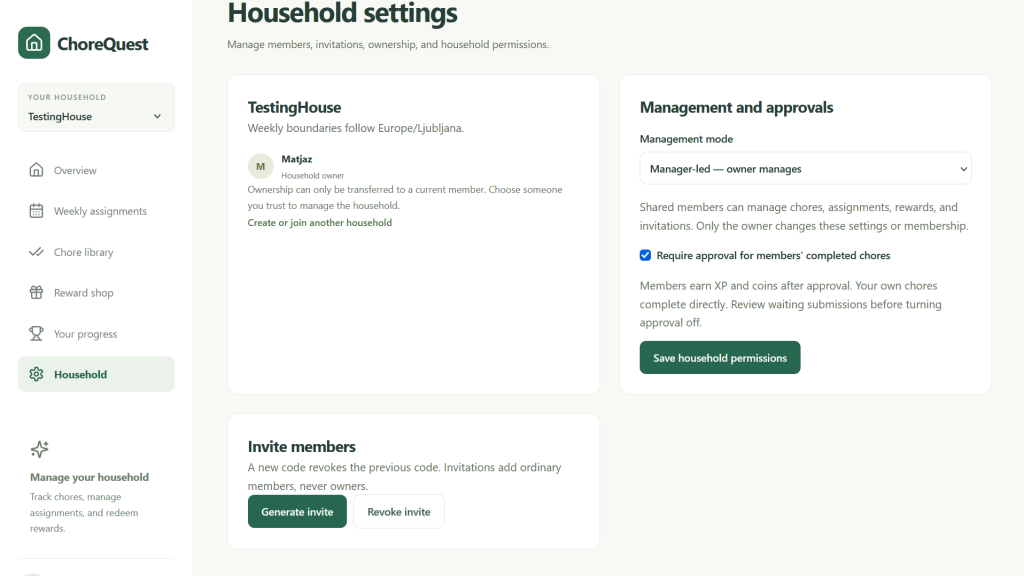 ChoreQuest
YOUR HOUSEHOLD
TestingHouse
Overview
Weekly assignments
Chore library
Reward shop
Your progress
Household
Manage your household
Track chores, manage
assignments, and redeem
rewards.
Household settings
Manage members, invitations, ownership, and household permissions.
TestingHouse
Weekly boundaries follow Europe/Ljubljana.
M
Matjaz
Household owner
Ownership can only be transferred to a current member. Choose someone
you trust to manage the household.
Create or join another household
Management and approvals
Management mode
Manager-led — owner manages
Shared members can manage chores, assignments, rewards, and
invitations. Only the owner changes these settings or membership.
Require approval for members' completed chores
Members earn XP and coins after approval. Your own chores
complete directly. Review waiting submissions before turning
approval off.
Save household permissions
Invite members
A new code revokes the previous code. Invitations add ordinary
members, never owners.
Generate invite
Revoke invite